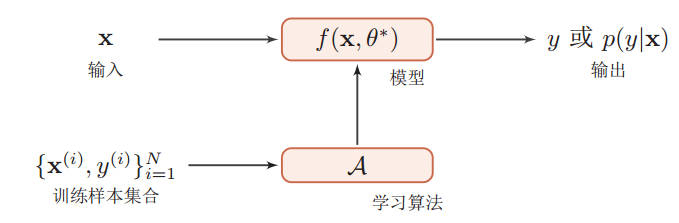 x f(x, θ*) y 或 p(y|x)
输入 模型 输出
{x^(i), y^(i)}_{i=1}^N A
训练样本集合 学习算法